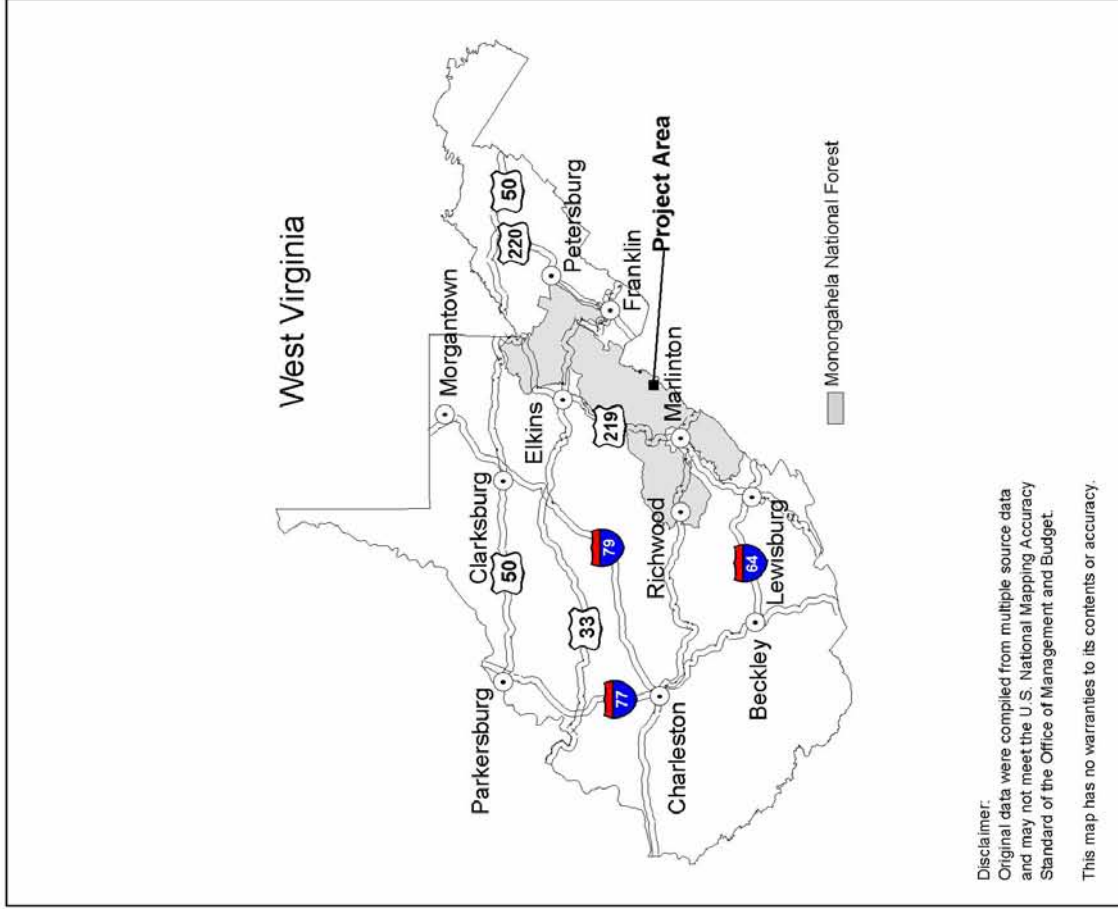 West Virginia
Morgantown
Clarksburg
Parkersburg
50
50
220
Petersburg
Elkins
33
79
77
219
Franklin
Project Area
Marlinton
Richwood
Charleston
64
Lewisburg
Beckley
Monongahela National Forest
Disclaimer:
Original data were compiled from multiple source data
and may not meet the U.S. National Mapping Accuracy
Standard of the Office of Management and Budget.
This map has no warranties to its contents or accuracy.